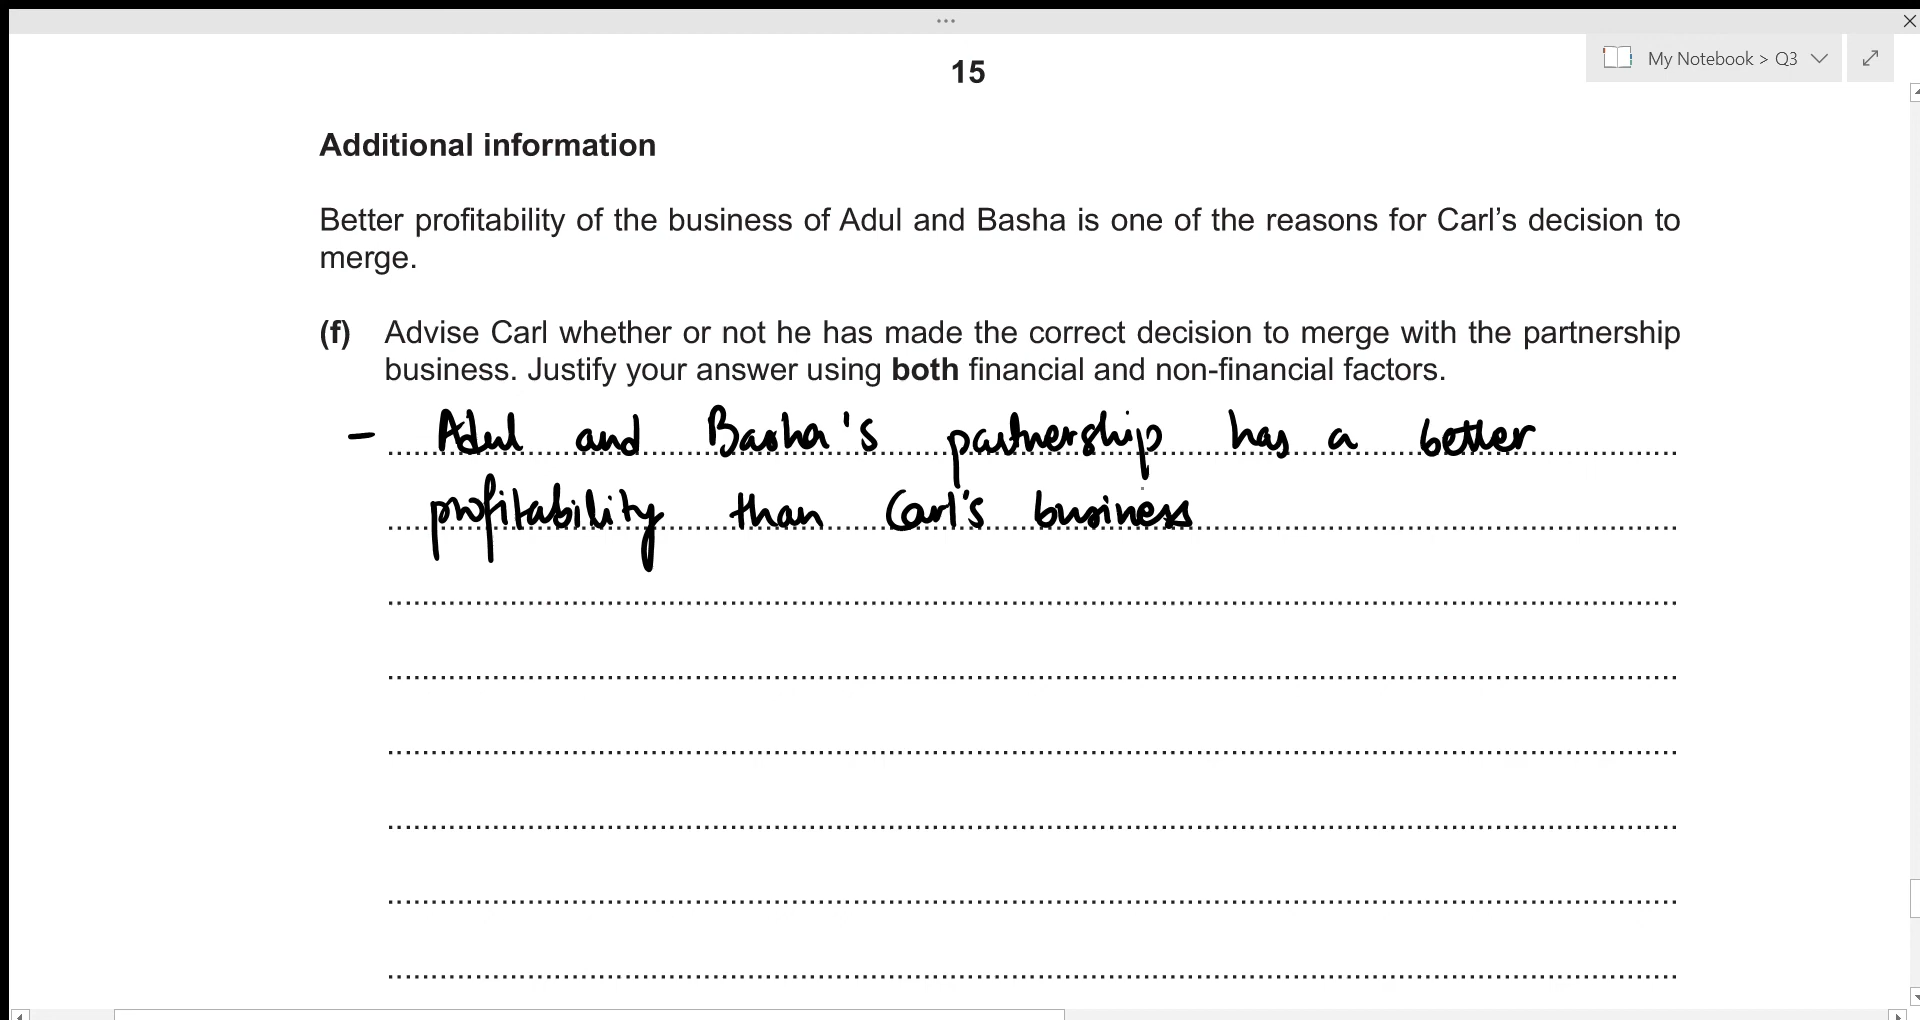 15
My Notebook > Q3
Additional information
Better profitability of the business of Adul and Basha is one of the reasons for Carl’s decision to
merge.
(f) Advise Carl whether or not he has made the correct decision to merge with the partnership
business. Justify your answer using both financial and non-financial factors.
– Adul and Basha's partnership has a better
profitability than Carl's business